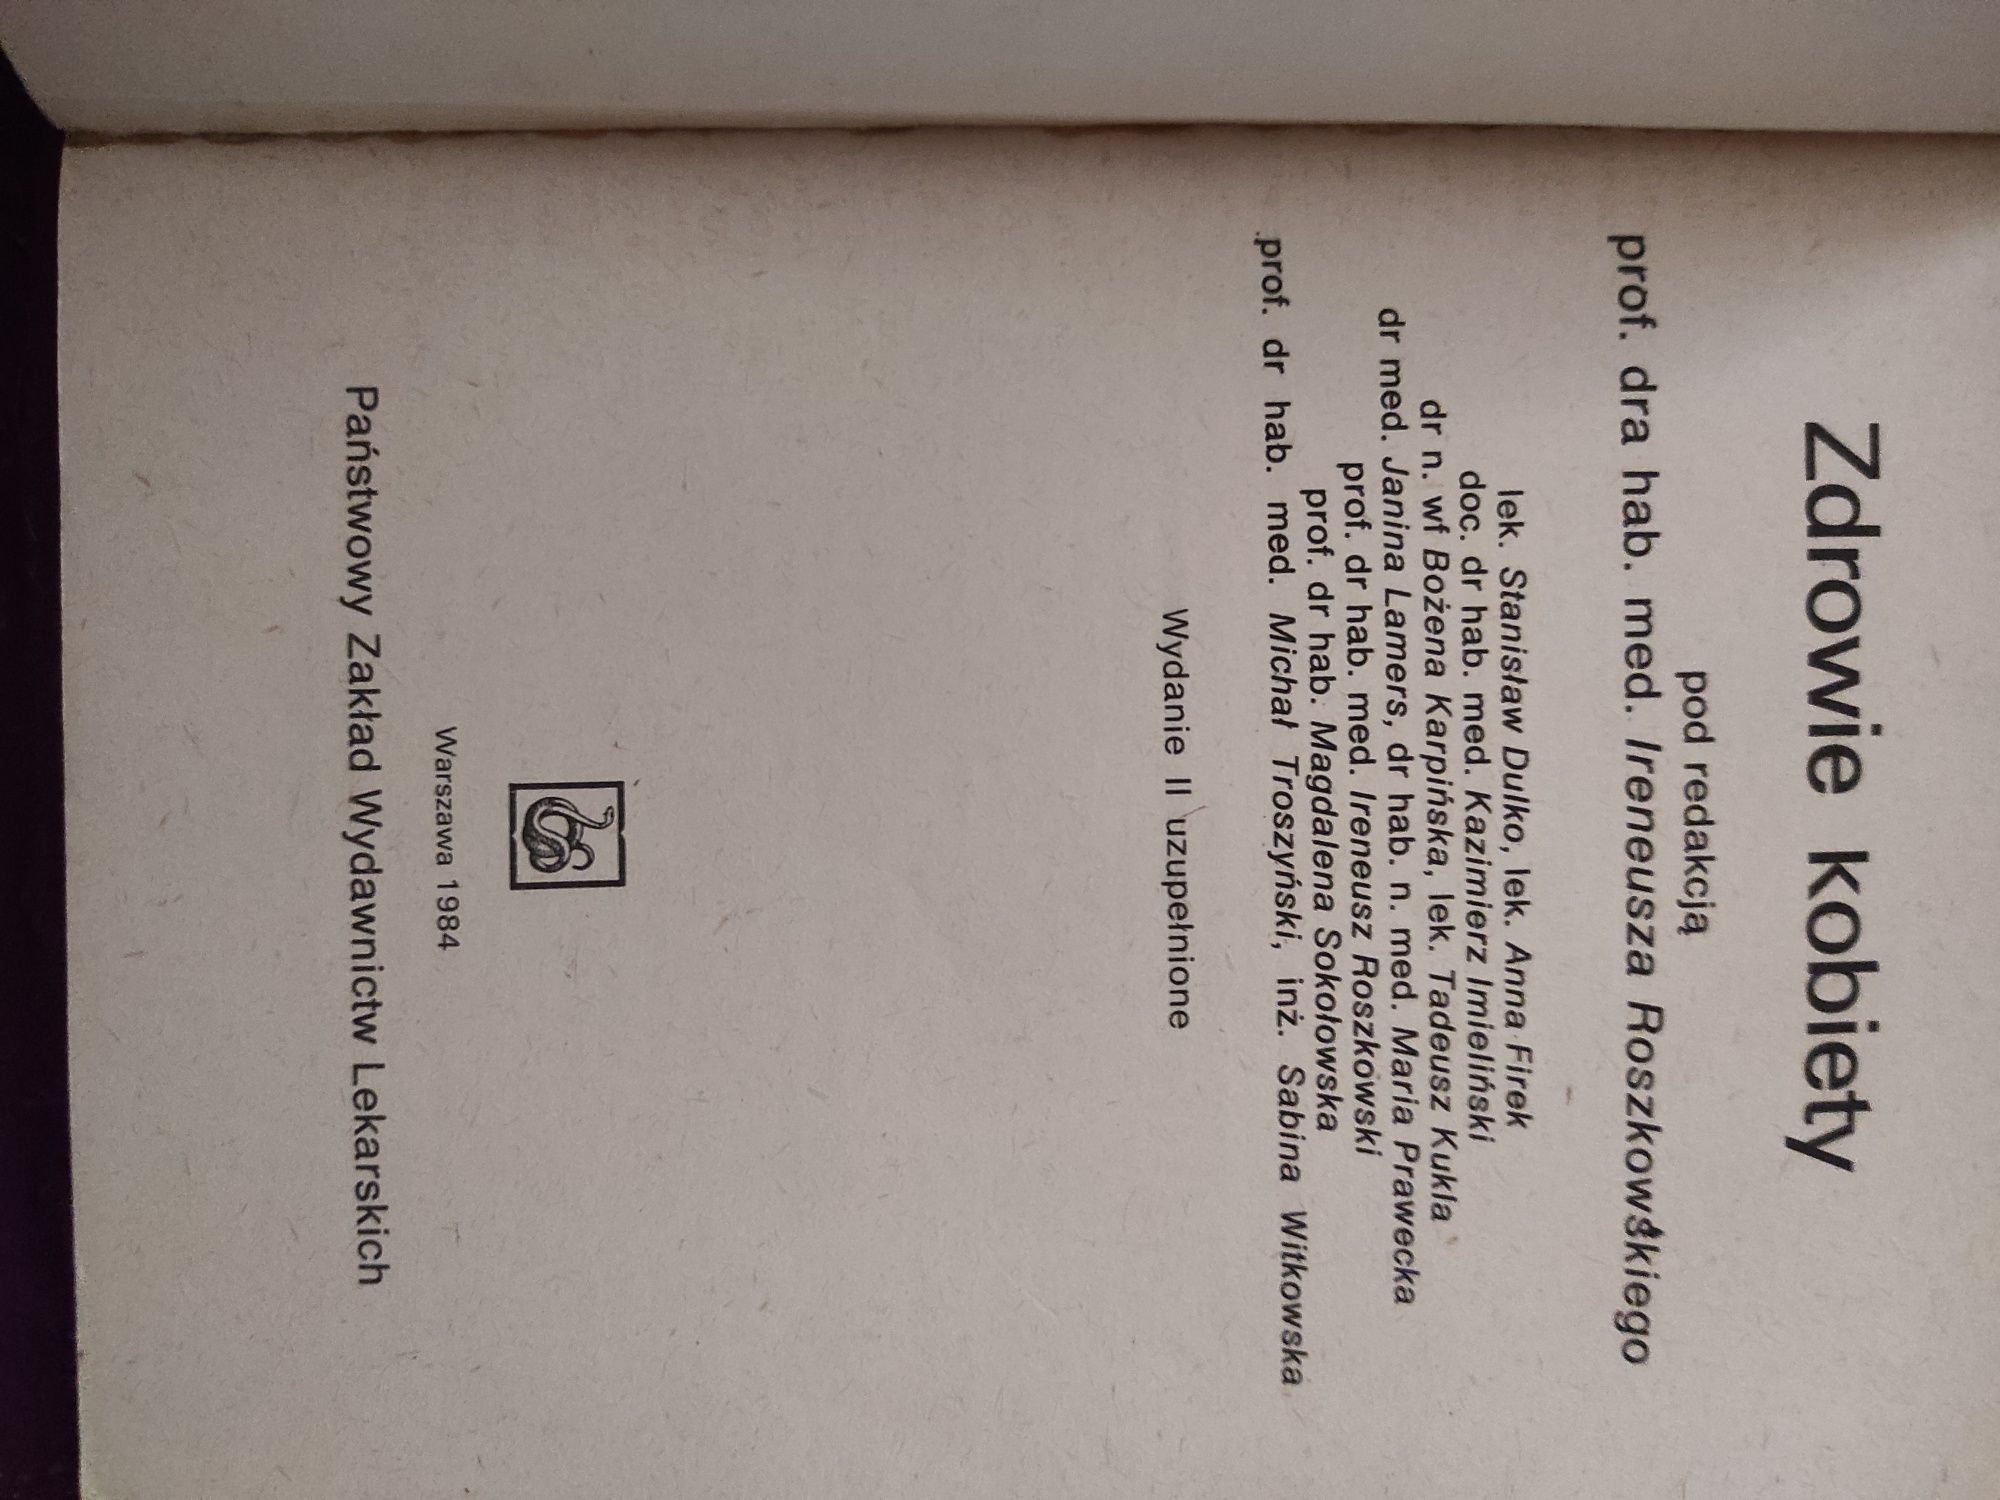 Zdrowie kobiety
pod redakcją
prof. dra hab. med. Ireneusza Roszkowskiego
lek. Stanisław Dulko, lek. Anna Firek
doc. dr hab. med. Kazimierz Imieliński
dr n. wf Bożena Karpińska, lek. Tadeusz Kukla
dr med. Janina Lamers, dr hab. n. med. Maria Prawecka
prof. dr hab. med. Ireneusz Roszkowski
prof. dr hab. Magdalena Sokołowska
prof. dr hab. med. Michał Troszyński, inż. Sabina Witkowska
Wydanie II uzupełnione
Warszawa 1984
Państwowy Zakład Wydawnictw Lekarskich